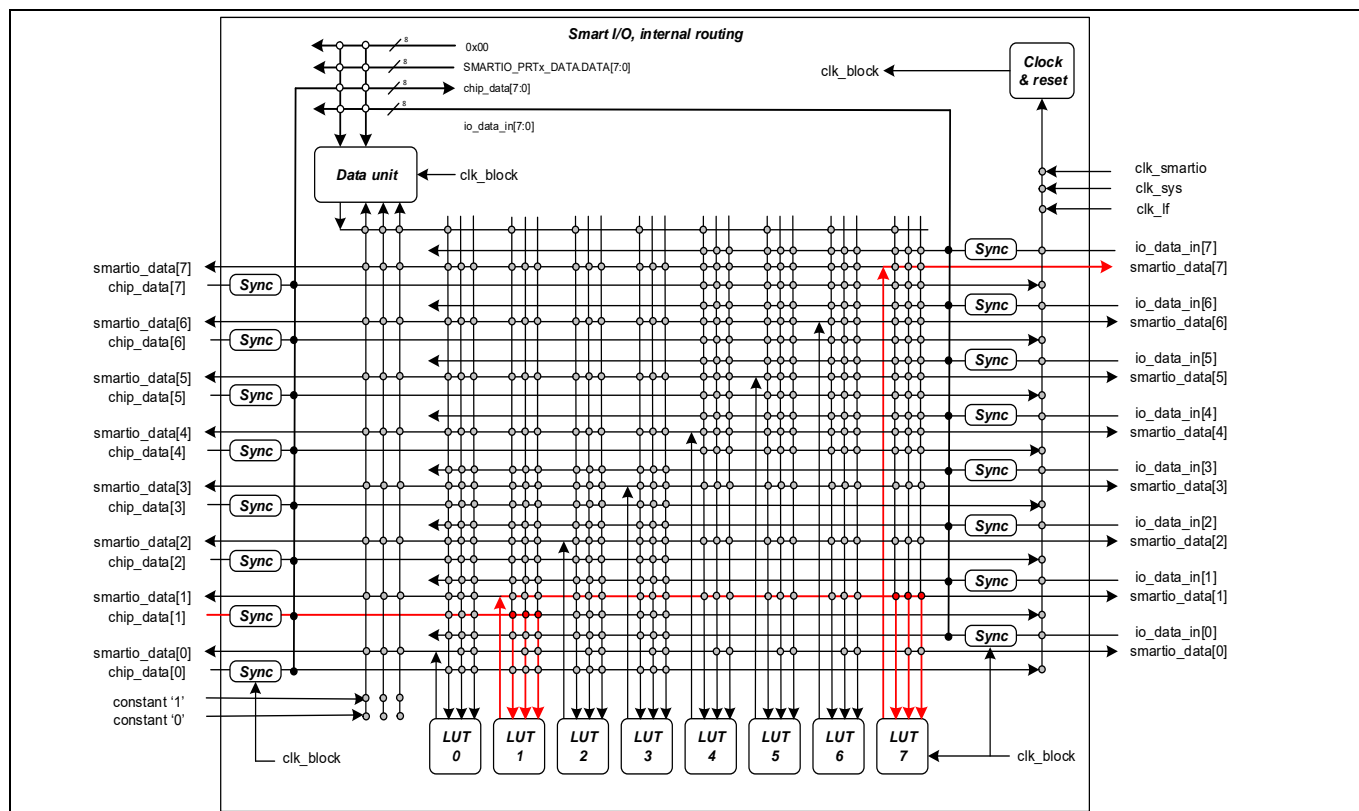 Smart I/O, internal routing
8
0x00
8
SMARTIO_PRTx_DATA.DATA[7:0]
8
chip_data[7:0]
8
io_data_in[7:0]
Clock
& reset
clk_block
Data unit
clk_block
clk_smartio
clk_sys
clk_lf
Sync
io_data_in[7]
smartio_data[7]
smartio_data[7]
chip_data[7]
Sync
Sync
io_data_in[6]
smartio_data[6]
smartio_data[6]
chip_data[6]
Sync
Sync
io_data_in[5]
smartio_data[5]
smartio_data[5]
chip_data[5]
Sync
Sync
io_data_in[4]
smartio_data[4]
smartio_data[4]
chip_data[4]
Sync
Sync
io_data_in[3]
smartio_data[3]
smartio_data[3]
chip_data[3]
Sync
Sync
io_data_in[2]
smartio_data[2]
smartio_data[2]
chip_data[2]
Sync
Sync
io_data_in[1]
smartio_data[1]
smartio_data[1]
chip_data[1]
Sync
Sync
io_data_in[0]
smartio_data[0]
smartio_data[0]
chip_data[0]
Sync
constant ‘1’
constant ‘0’
clk_block
LUT
0
LUT
1
LUT
2
LUT
3
LUT
4
LUT
5
LUT
6
LUT
7
clk_block